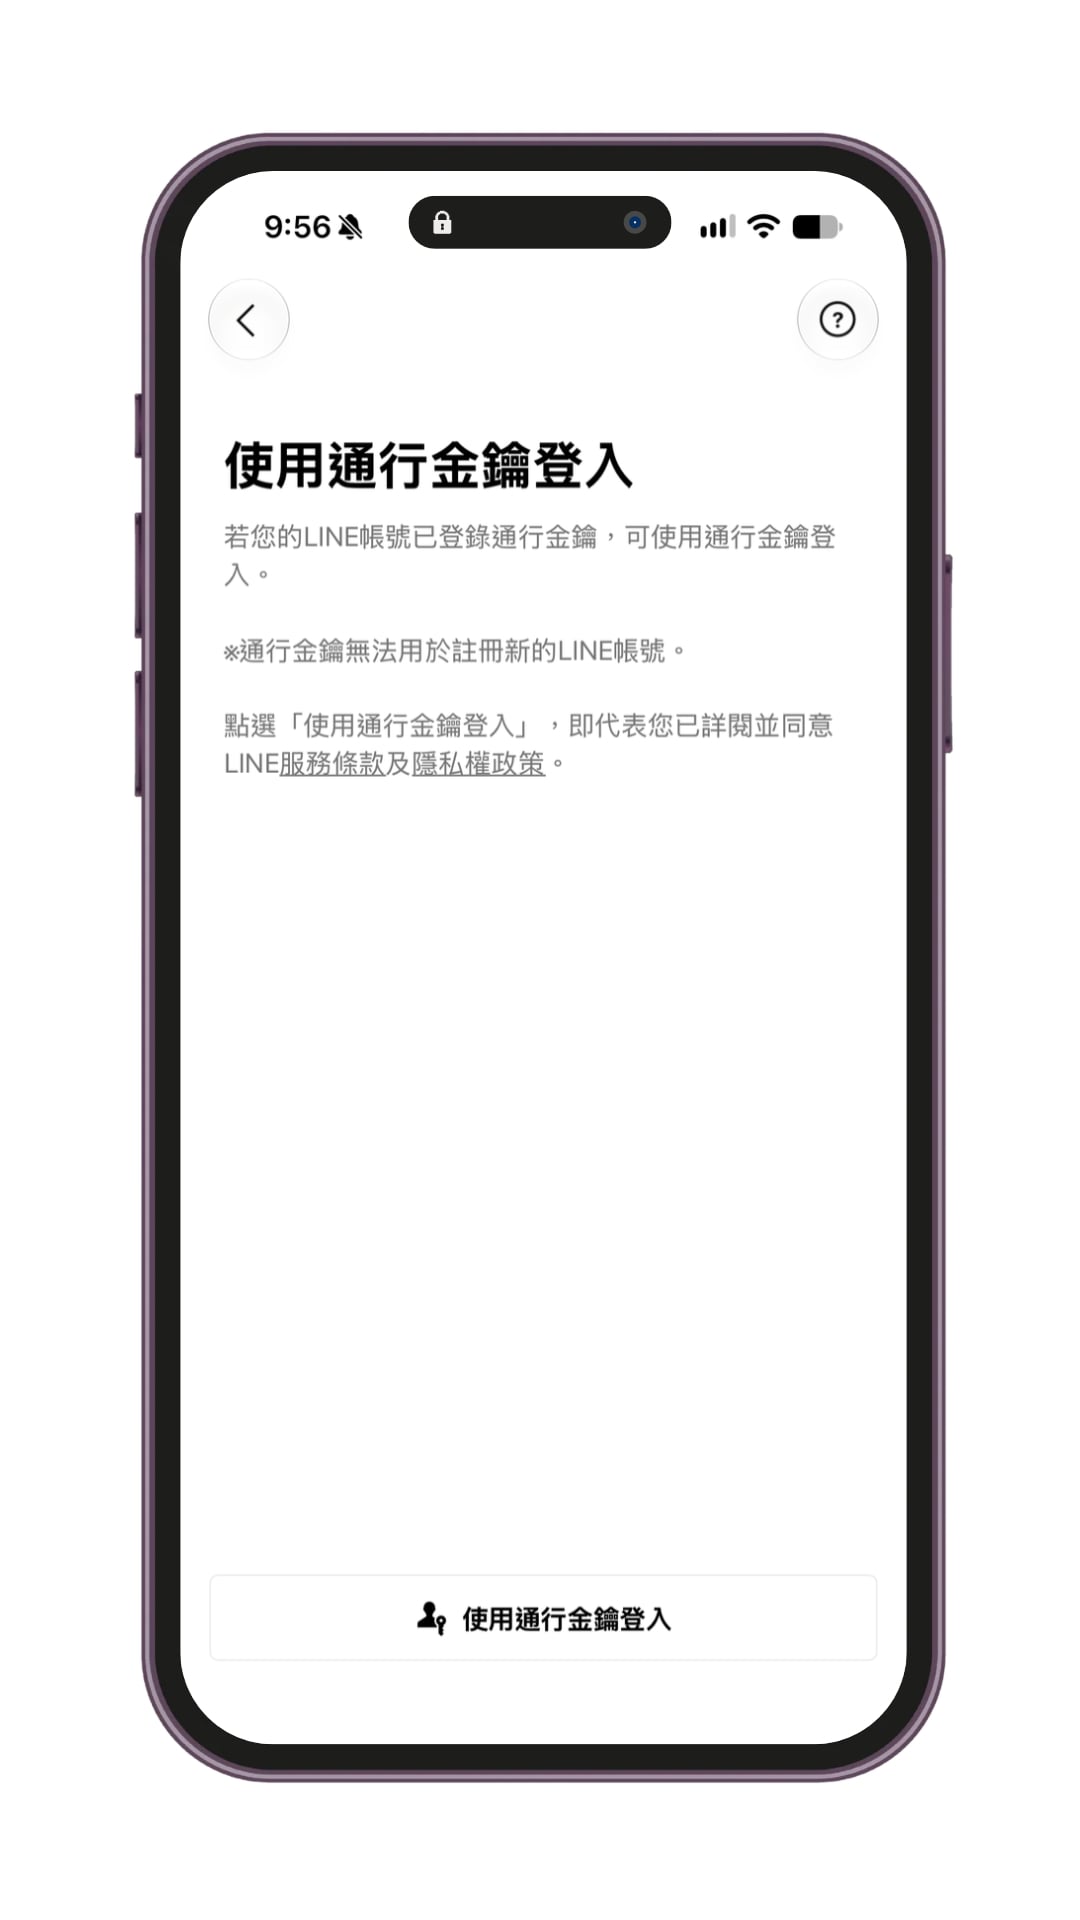 9:56
使用通行金鑰登入
若您的LINE帳號已登錄通行金鑰，可使用通行金鑰登
入。
※通行金鑰無法用於註冊新的LINE帳號。
點選「使用通行金鑰登入」，即代表您已詳閱並同意
LINE服務條款及隱私權政策。
使用通行金鑰登入